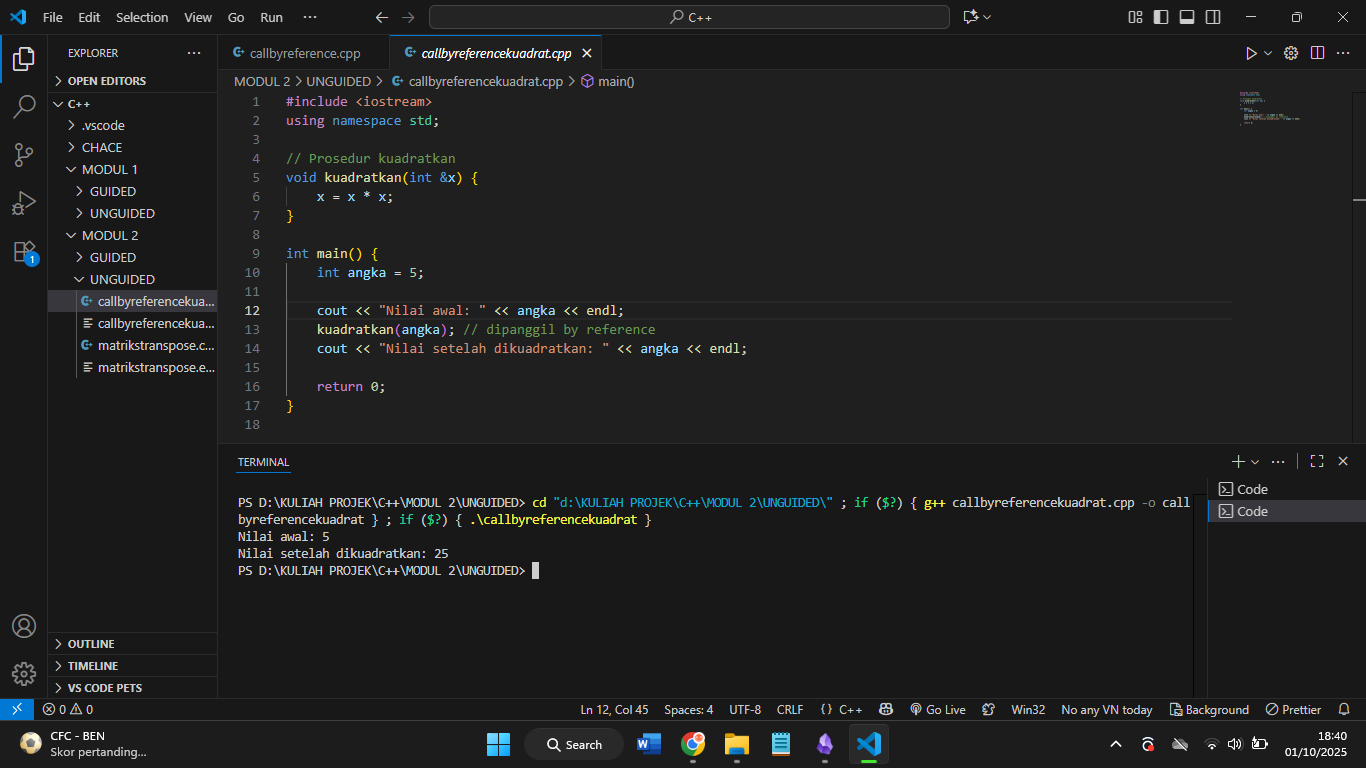 File Edit Selection View Go Run ··· C++
EXPLORER ···
OPEN EDITORS
C++
.vscode
CHACE
MODUL 1
GUIDED
UNGUIDED
MODUL 2
GUIDED
UNGUIDED
callbyreferencekua...
callbyreferencekua...
matrikstranspose.c...
matrikstranspose.e...
OUTLINE
TIMELINE
VS CODE PETS
1
callbyreference.cpp callbyreferencekuadrat.cpp
MODUL 2 > UNGUIDED > callbyreferencekuadrat.cpp > main()
1 #include <iostream>
2 using namespace std;
3
4 // Prosedur kuadratkan
5 void kuadratkan(int &x) {
6 x = x * x;
7 }
8
9 int main() {
10 int angka = 5;
11
12 cout << "Nilai awal: " << angka << endl;
13 kuadratkan(angka); // dipanggil by reference
14 cout << "Nilai setelah dikuadratkan: " << angka << endl;
15
16 return 0;
17 }
18
TERMINAL
PS D:\KULIAH PROJEK\C++\MODUL 2\UNGUIDED> cd "d:\KULIAH PROJEK\C++\MODUL 2\UNGUIDED\" ; if ($?) { g++ callbyreferencekuadrat.cpp -o call
byreferencekuadrat } ; if ($?) { .\callbyreferencekuadrat }
Nilai awal: 5
Nilai setelah dikuadratkan: 25
PS D:\KULIAH PROJEK\C++\MODUL 2\UNGUIDED>
Code
Code
0 0 Ln 12, Col 45 Spaces: 4 UTF-8 CRLF {} C++ Go Live Win32 No any VN today Background Prettier
CFC - BEN
Skor pertanding...
Search
18:40
01/10/2025